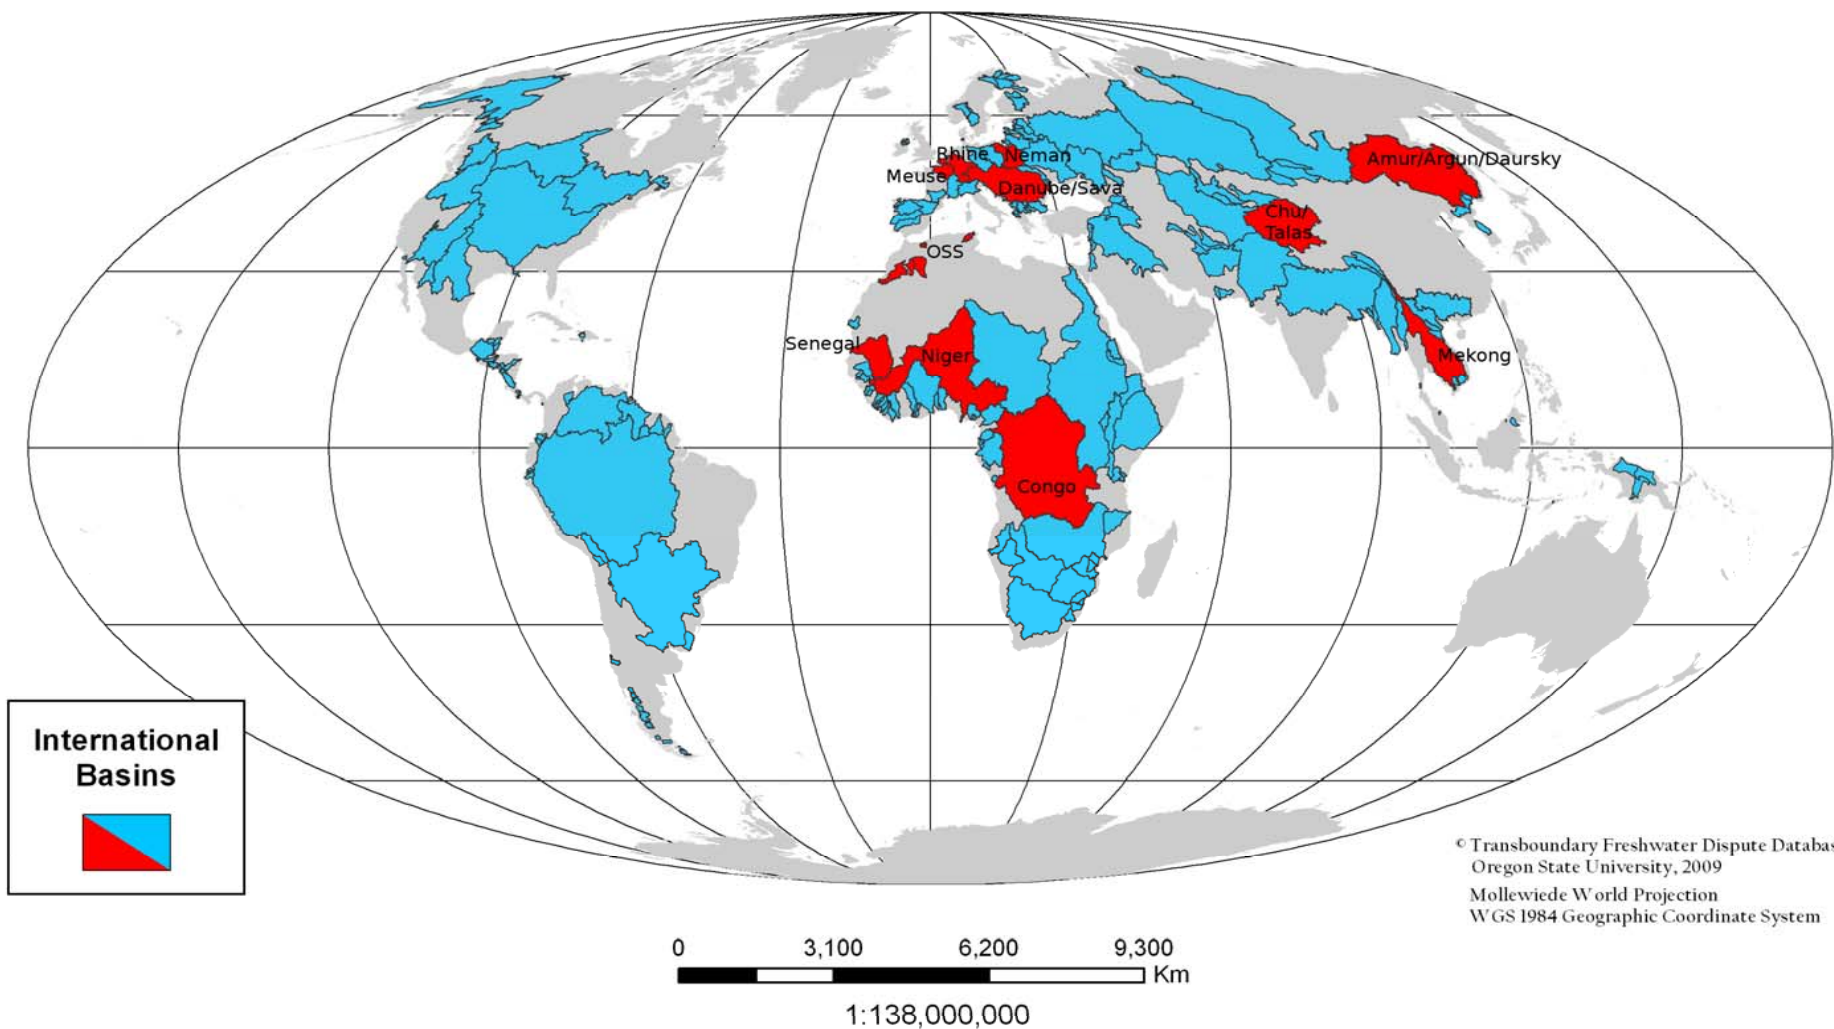 Rhine
Neman
Amur/Argun/Daursky
Meuse
Danube/Sava
Chu/
Talas
OSS
Senegal
Niger
Mekong
Congo
International
Basins
© Transboundary Freshwater Dispute Databas
Oregon State University, 2009
Mollewiede World Projection
WGS 1984 Geographic Coordinate System
0 3,100 6,200 9,300
Km
1:138,000,000